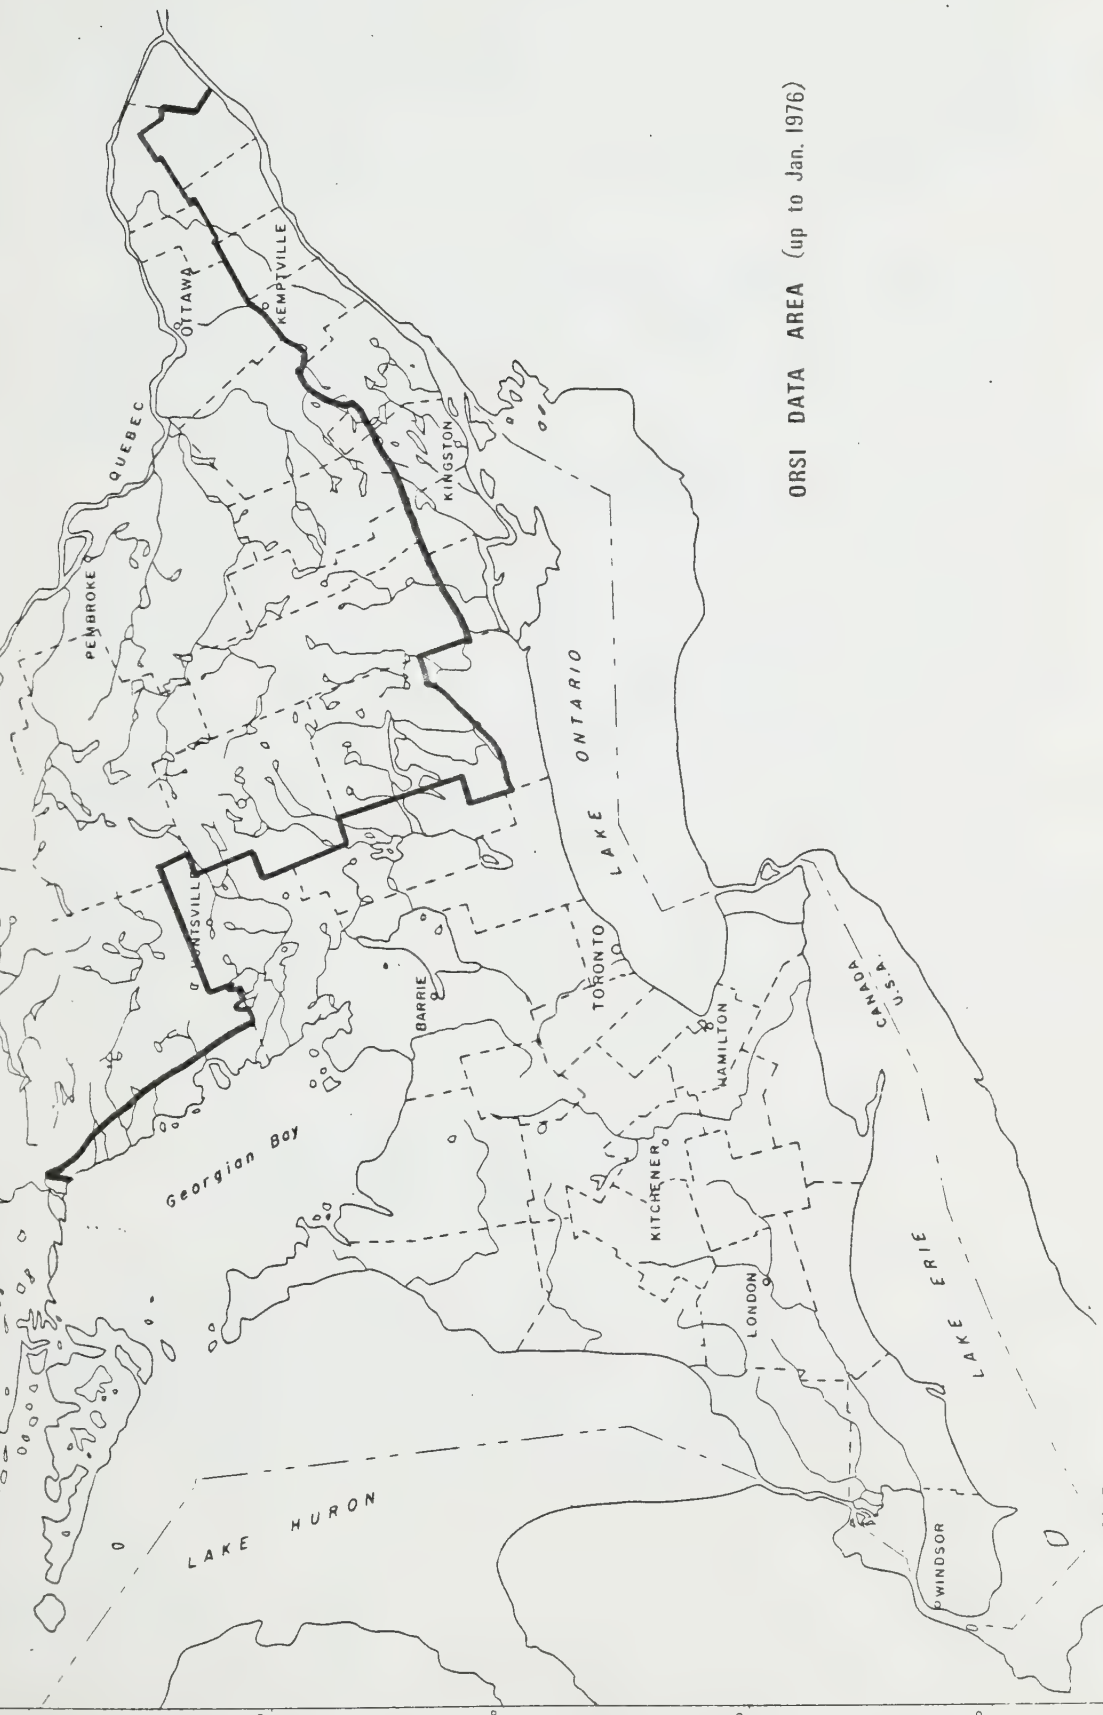 QUEBEC
PEMBROKE
OTTAWA
KEMPTVILLE
KINGSTON
HUNTSVILLE
Georgian Bay
BARRIE
TORONTO
LAKE ONTARIO
HAMILTON
KITCHENER
LONDON
LAKE HURON
WINDSOR
LAKE ERIE
CANADA
U.S.A.
ORSI DATA AREA (up to Jan. 1976)